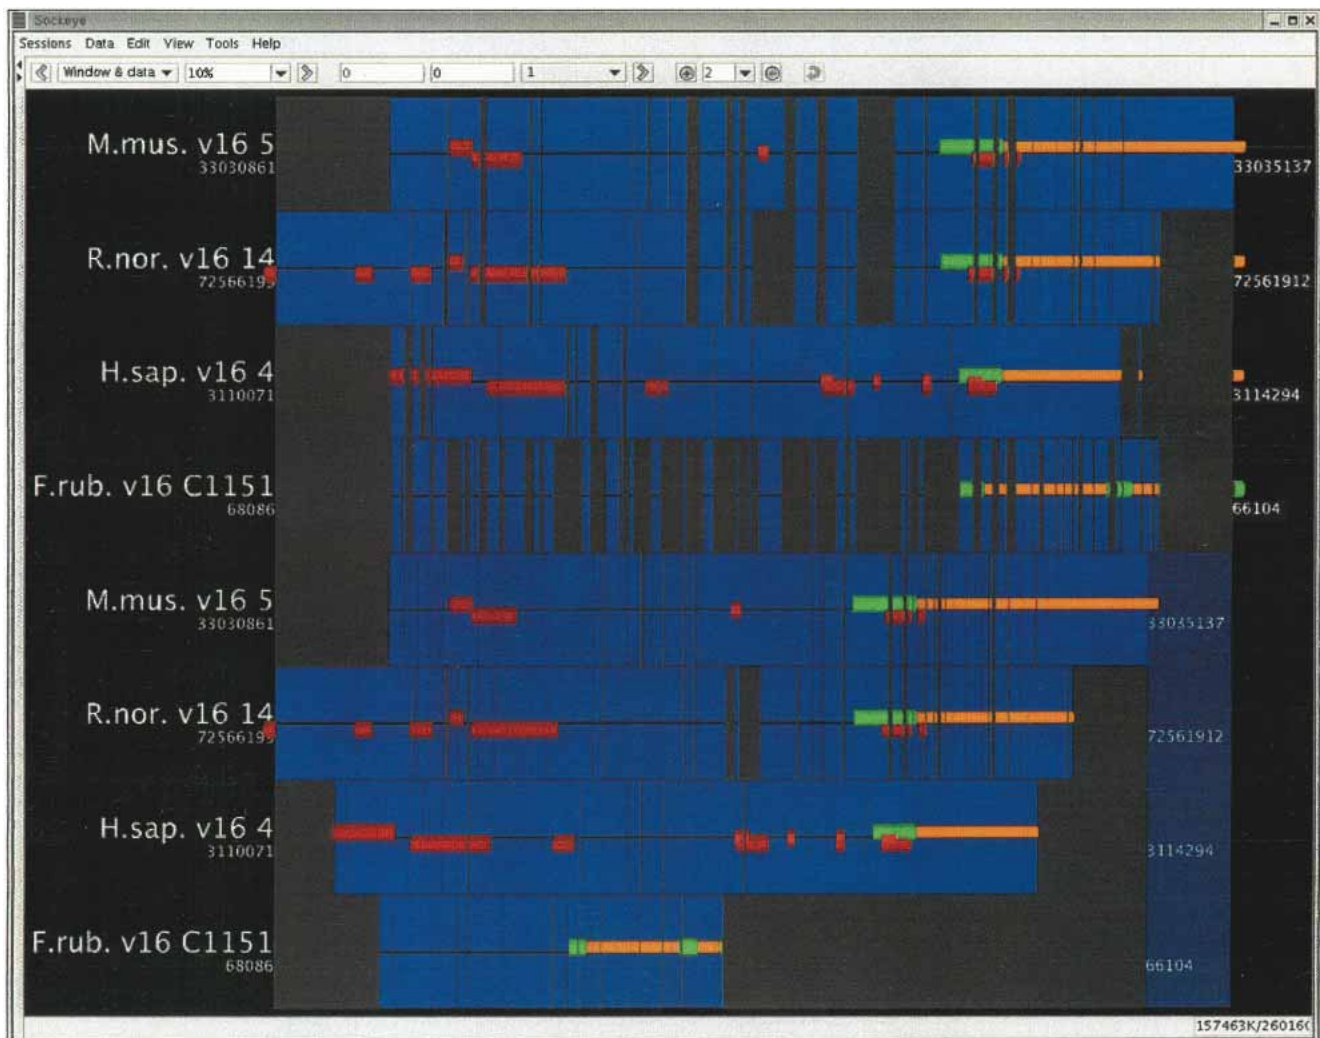 Sockeye
Sessions Data Edit View Tools Help
Window & data 10% 0 0 1 2
M.mus. v16 5
33030861 33035137
R.nor. v16 14
72566195 72561912
H.sap. v16 4
3110071 3114294
F.rub. v16 C1151
68086 66104
M.mus. v16 5
33030861 33035137
R.nor. v16 14
72566195 72561912
H.sap. v16 4
3110071 3114294
F.rub. v16 C1151
68086 66104